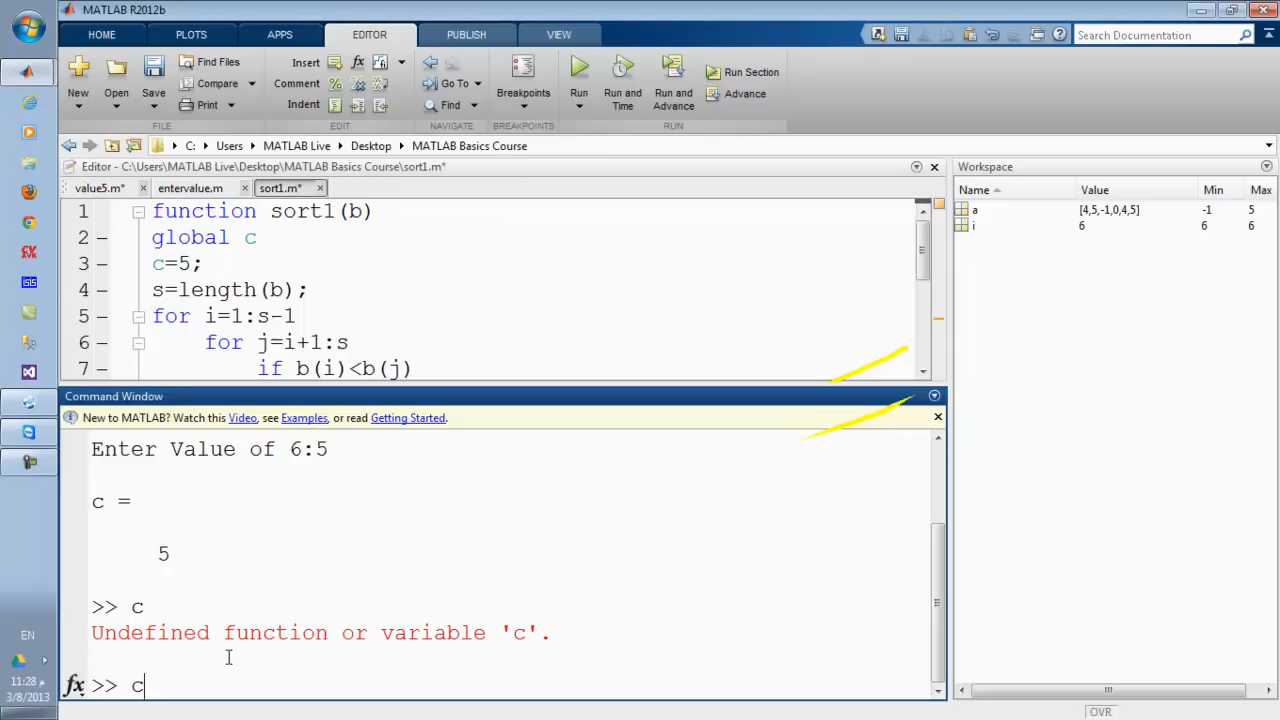 MATLAB R2012b
HOME PLOTS APPS EDITOR PUBLISH VIEW Search Documentation
New Open Save Find Files Compare Print Insert Comment Indent fx Go To Find Breakpoints Run Run and Time Run and Advance Run Section Advance
FILE EDIT NAVIGATE BREAKPOINTS RUN
C: Users MATLAB Live Desktop MATLAB Basics Course
Editor - C:\Users\MATLAB Live\Desktop\MATLAB Basics Course\sort1.m*
value5.m* entervalue.m sort1.m*
1 function sort1(b)
2 – global c
3 – c=5;
4 – s=length(b);
5 – for i=1:s-1
6 – for j=i+1:s
7 – if b(i)<b(j)
Workspace
Name Value Min Max
a [4,5,-1,0,4,5] -1 5
i 6 6 6
Command Window
New to MATLAB? Watch this Video, see Examples, or read Getting Started.
Enter Value of 6:5
c =
5
>> c
Undefined function or variable 'c'.
fx >> c
OVR
EN
11:28 م
3/8/2013